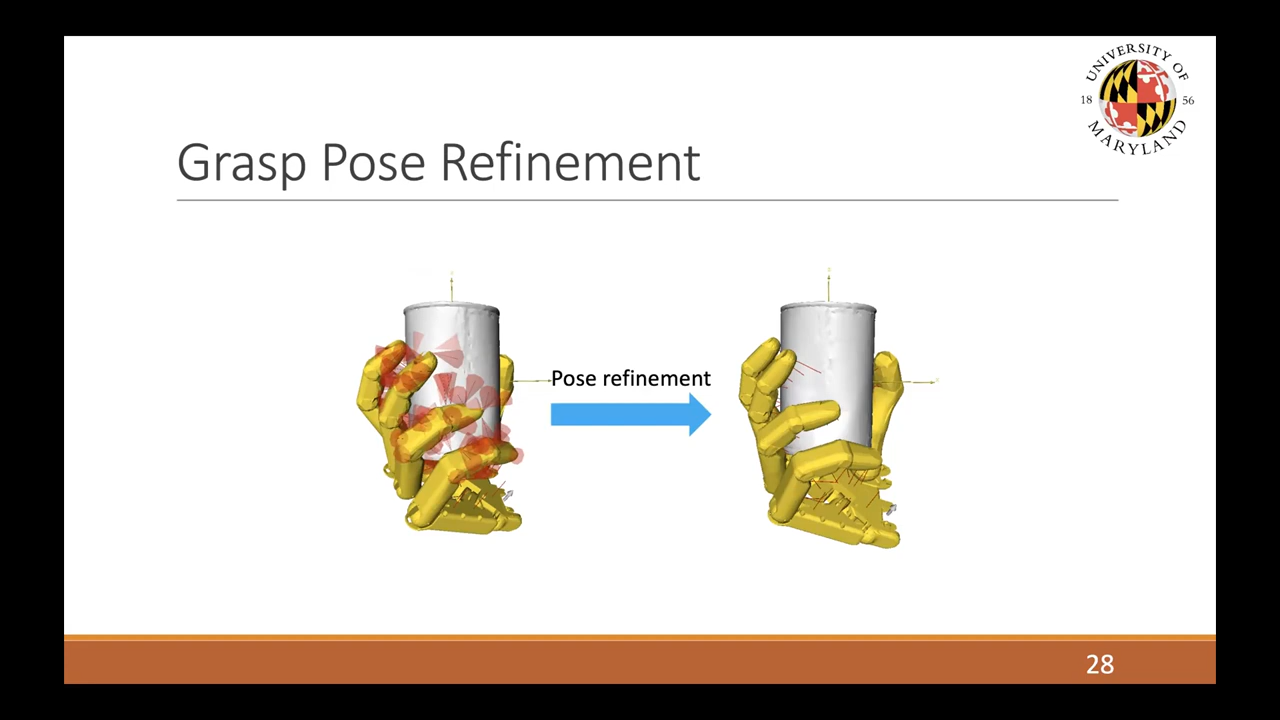 UNIVERSITY OF
18 56
MARYLAND
Grasp Pose Refinement
Pose refinement
28